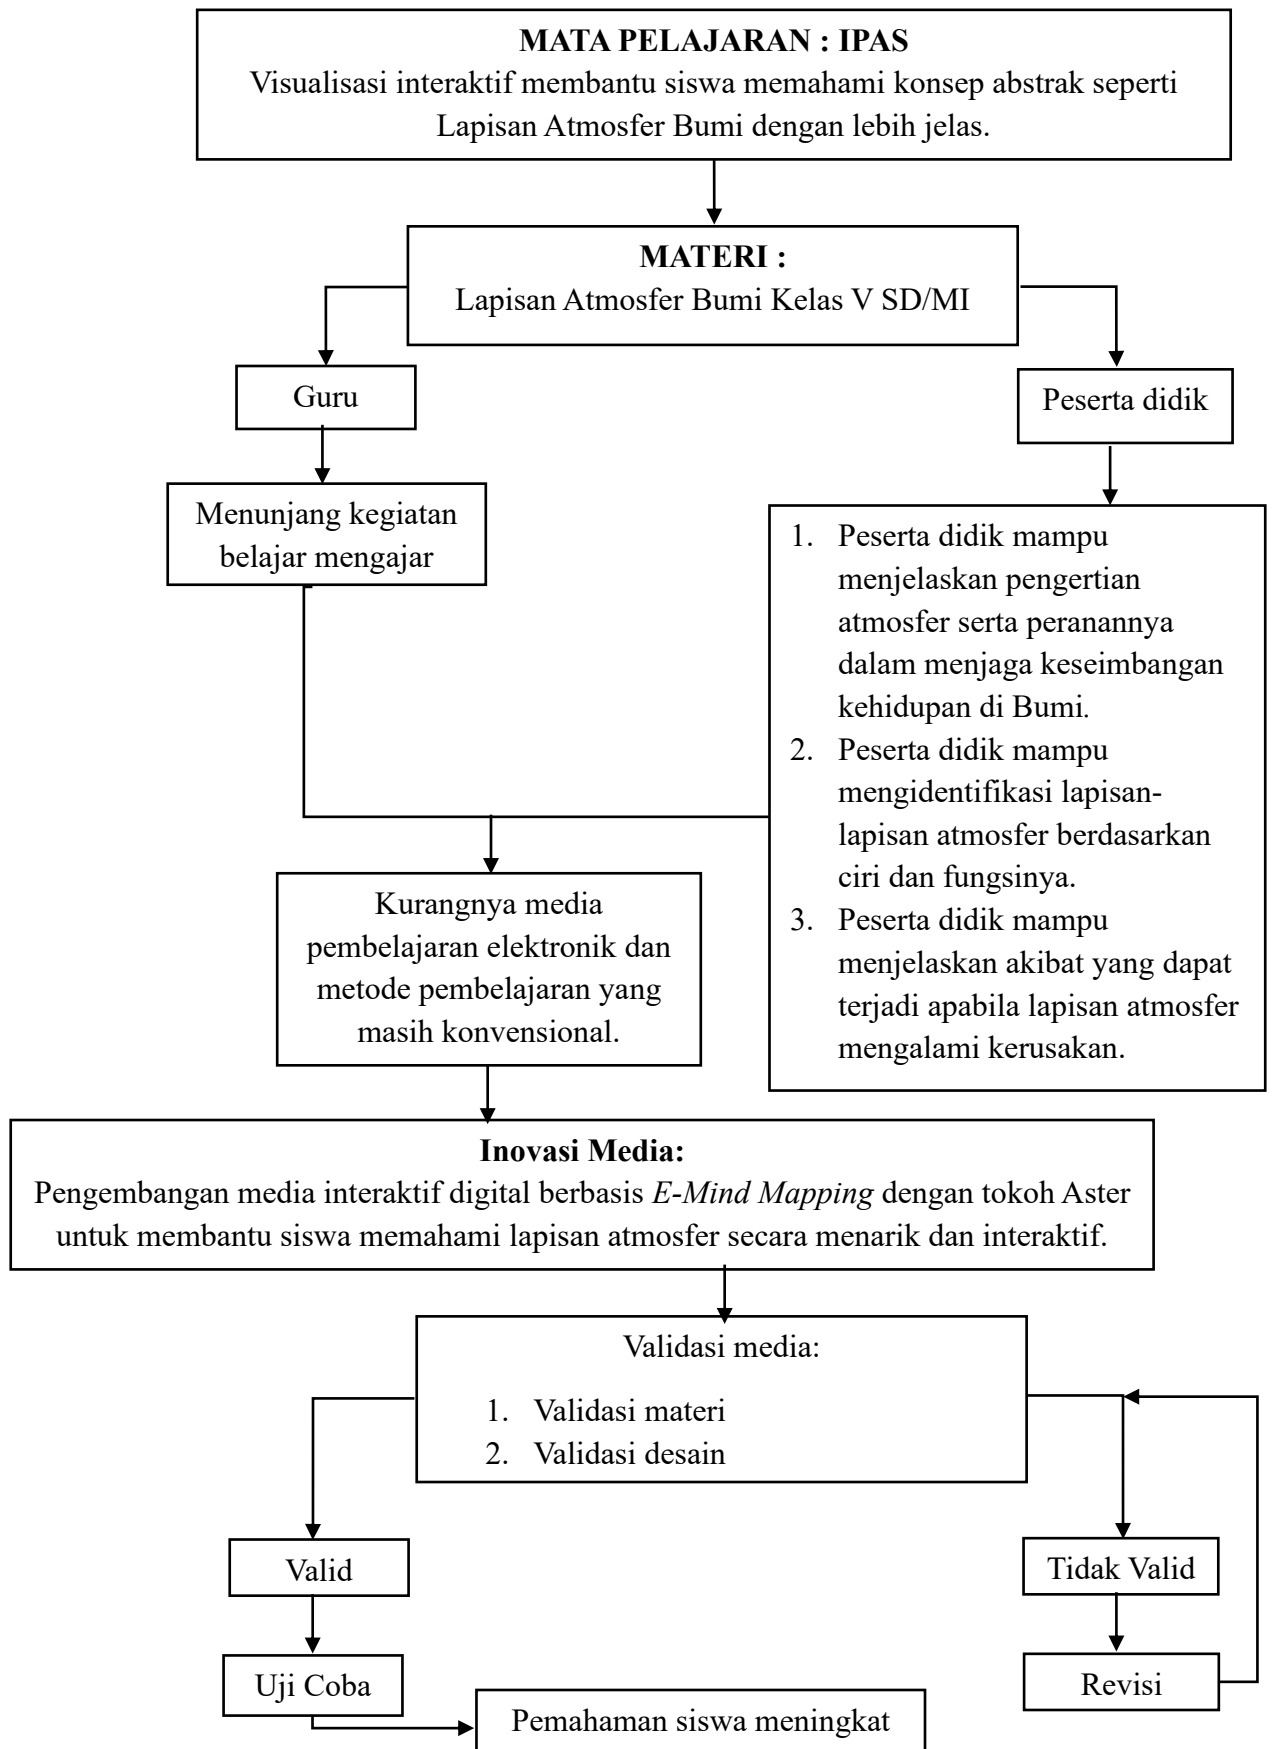 MATA PELAJARAN : IPAS
Visualisasi interaktif membantu siswa memahami konsep abstrak seperti
Lapisan Atmosfer Bumi dengan lebih jelas.
MATERI :
Lapisan Atmosfer Bumi Kelas V SD/MI
Guru
Peserta didik
Menunjang kegiatan
belajar mengajar
1. Peserta didik mampu
menjelaskan pengertian
atmosfer serta peranannya
dalam menjaga keseimbangan
kehidupan di Bumi.
2. Peserta didik mampu
mengidentifikasi lapisan-
lapisan atmosfer berdasarkan
ciri dan fungsinya.
3. Peserta didik mampu
menjelaskan akibat yang dapat
terjadi apabila lapisan atmosfer
mengalami kerusakan.
Kurangnya media
pembelajaran elektronik dan
metode pembelajaran yang
masih konvensional.
Inovasi Media:
Pengembangan media interaktif digital berbasis E-Mind Mapping dengan tokoh Aster
untuk membantu siswa memahami lapisan atmosfer secara menarik dan interaktif.
Validasi media:
1. Validasi materi
2. Validasi desain
Valid
Tidak Valid
Uji Coba
Revisi
Pemahaman siswa meningkat